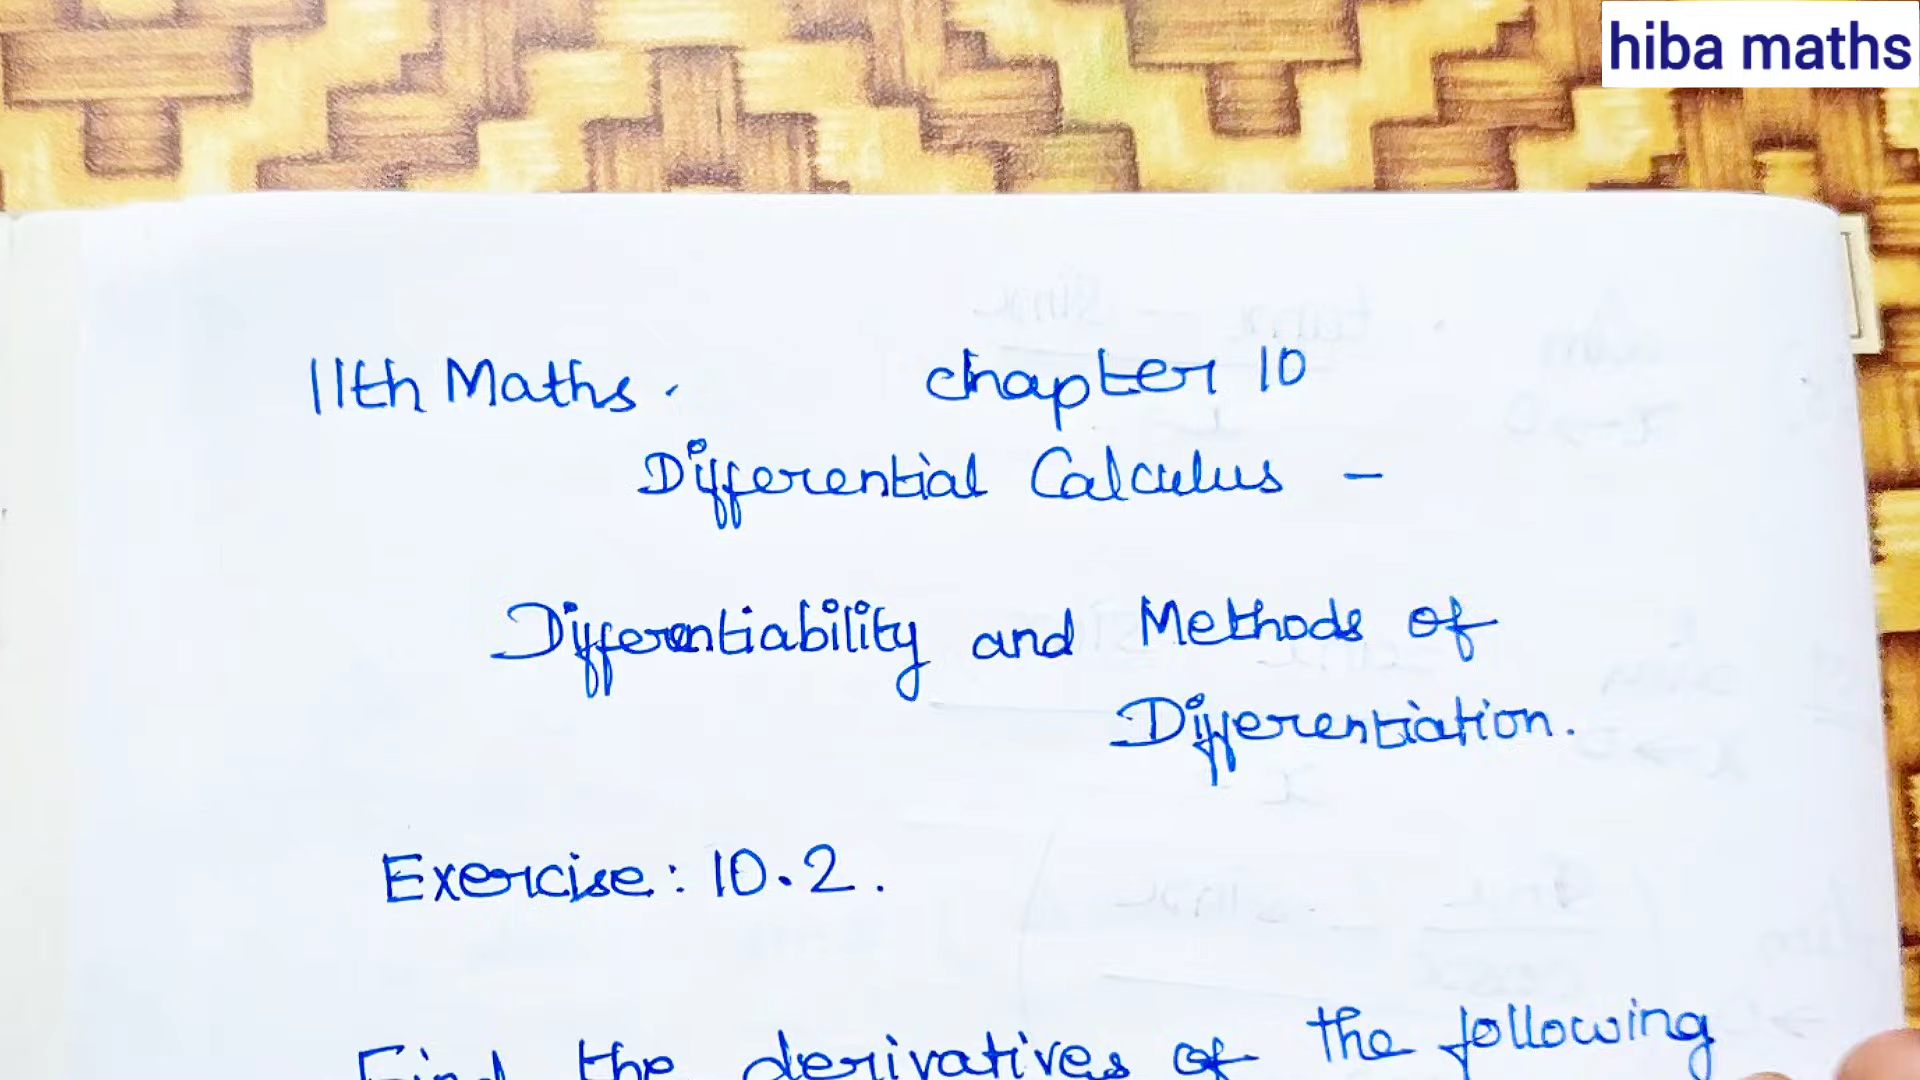 hiba maths
11th Maths. chapter 10
Differential Calculus -
Differentiability and Methods of
Differentiation.
Exercise: 10.2.
Find the derivatives of the following